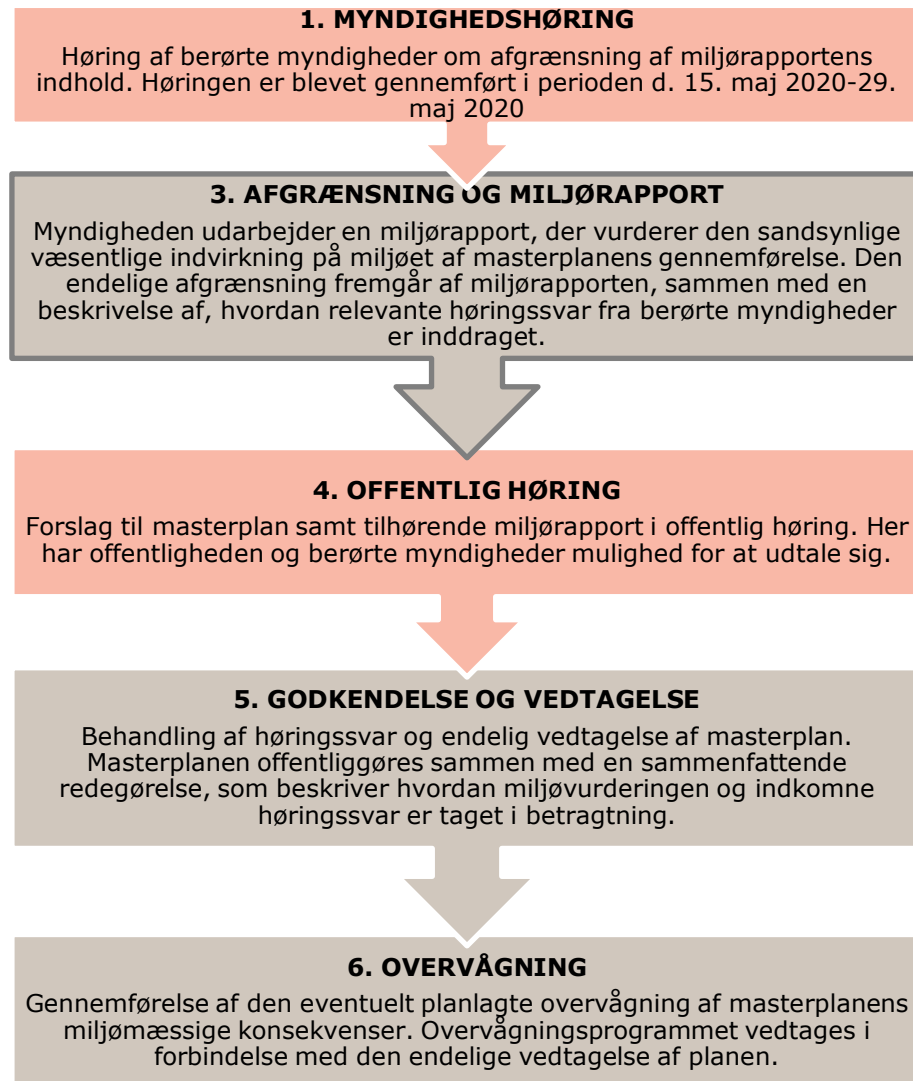 1. MYNDIGHEDSHØRING
Høring af berørte myndigheder om afgrænsning af miljørapportens
indhold. Høringen er blevet gennemført i perioden d. 15. maj 2020-29.
maj 2020
3. AFGRÆNSNING OG MILJØRAPPORT
Myndigheden udarbejder en miljørapport, der vurderer den sandsynlige
væsentlige indvirkning på miljøet af masterplanens gennemførelse. Den
endelige afgrænsning fremgår af miljørapporten, sammen med en
beskrivelse af, hvordan relevante høringssvar fra berørte myndigheder
er inddraget.
4. OFFENTLIG HØRING
Forslag til masterplan samt tilhørende miljørapport i offentlig høring. Her
har offentligheden og berørte myndigheder mulighed for at udtale sig.
5. GODKENDELSE OG VEDTAGELSE
Behandling af høringssvar og endelig vedtagelse af masterplan.
Masterplanen offentliggøres sammen med en sammenfattende
redegørelse, som beskriver hvordan miljøvurderingen og indkomne
høringssvar er taget i betragtning.
6. OVERVÅGNING
Gennemførelse af den eventuelt planlagte overvågning af masterplanens
miljømæssige konsekvenser. Overvågningsprogrammet vedtages i
forbindelse med den endelige vedtagelse af planen.